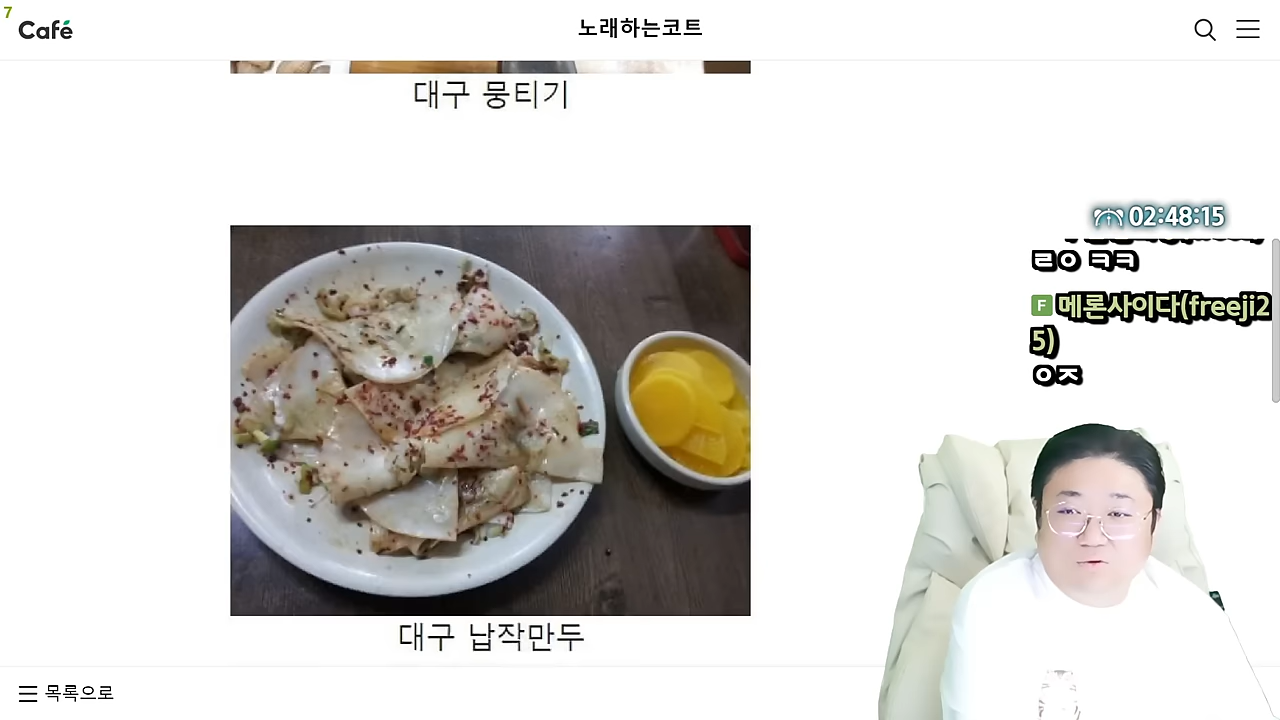 7
Café
노래하는코트
대구 뭉티기
02:48:15
ㄹㅇ ㅋㅋ
F 메론사이다(freeji2
5)
ㅇㅈ
대구 납작만두
목록으로